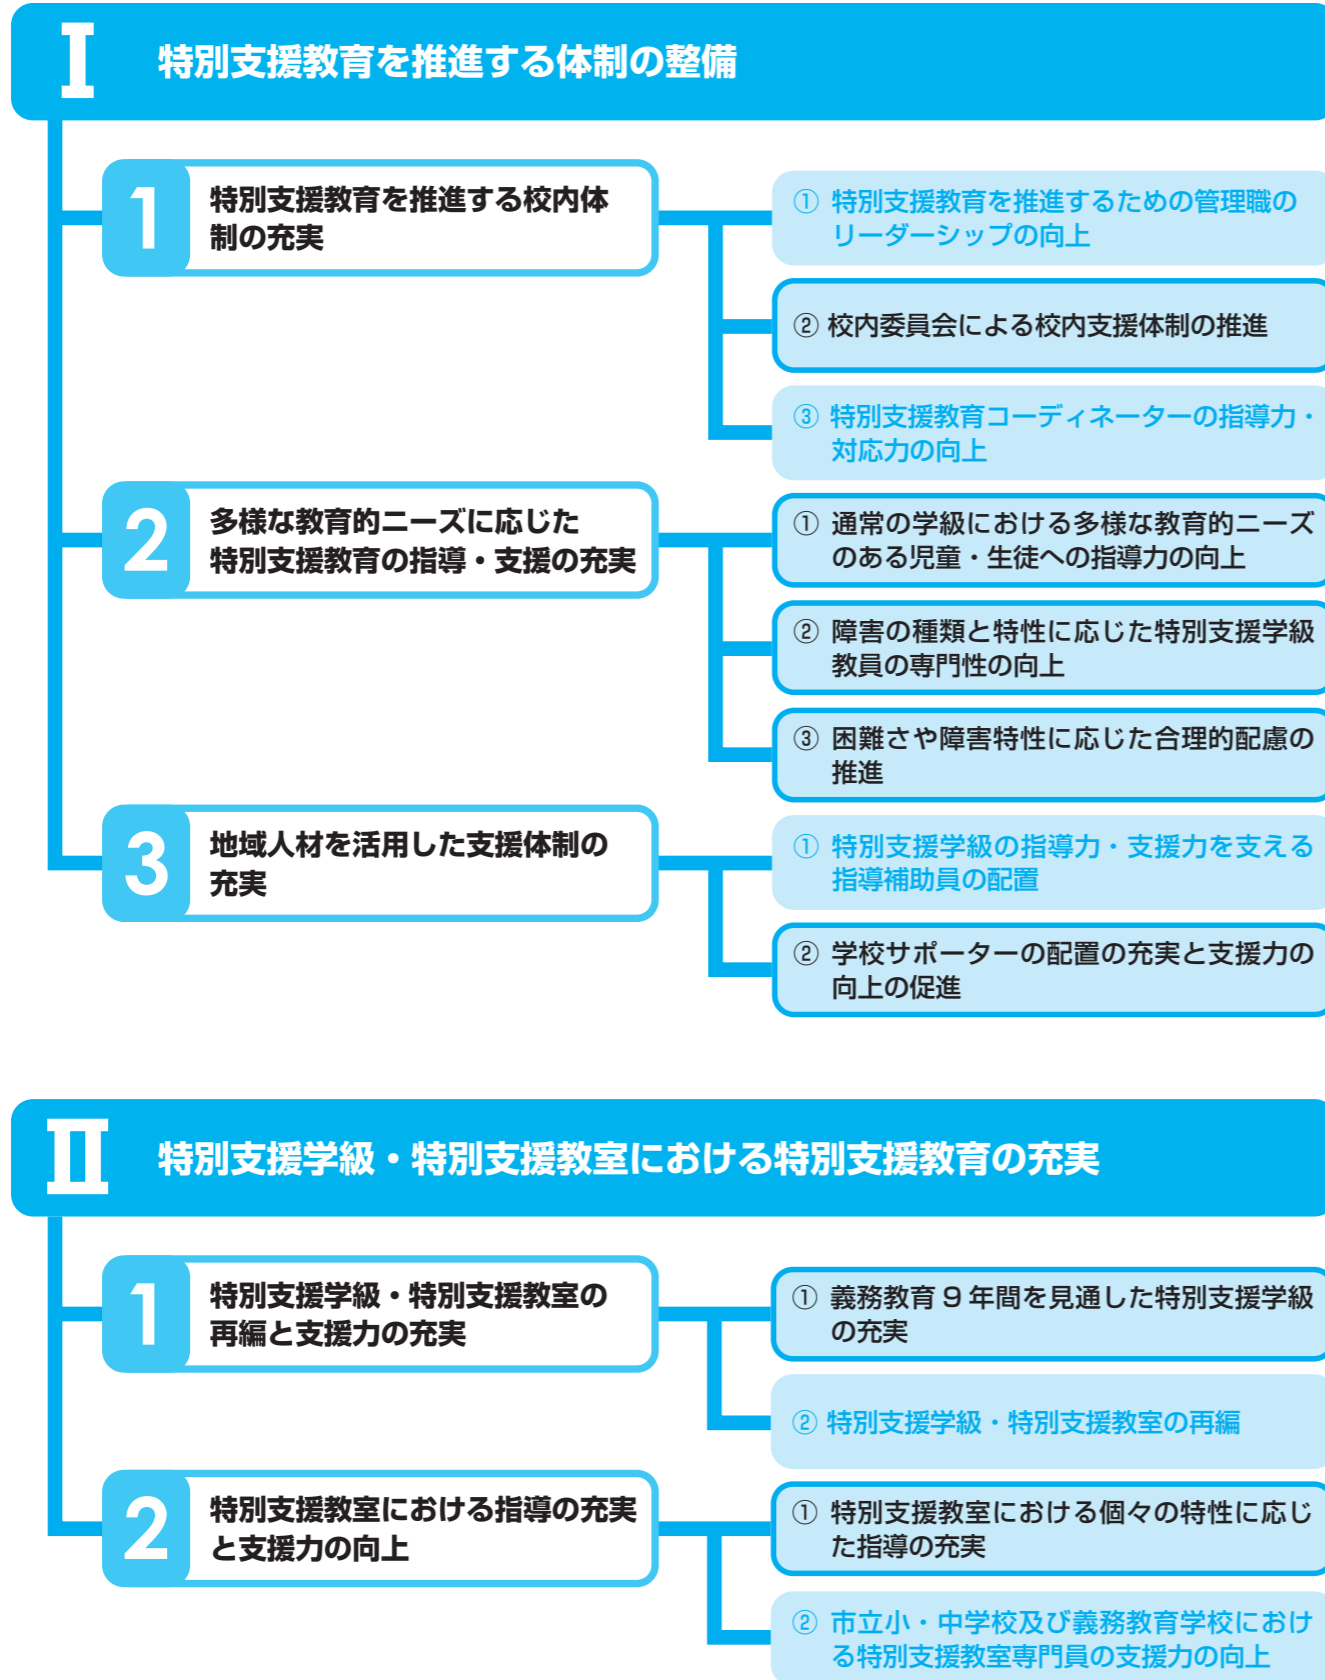 Ⅰ 特別支援教育を推進する体制の整備
1 特別支援教育を推進する校内体
制の充実
① 特別支援教育を推進するための管理職の
リーダーシップの向上
② 校内委員会による校内支援体制の推進
③ 特別支援教育コーディネーターの指導力・
対応力の向上
2 多様な教育的ニーズに応じた
特別支援教育の指導・支援の充実
① 通常の学級における多様な教育的ニーズ
のある児童・生徒への指導力の向上
② 障害の種類と特性に応じた特別支援学級
教員の専門性の向上
③ 困難さや障害特性に応じた合理的配慮の
推進
3 地域人材を活用した支援体制の
充実
① 特別支援学級の指導力・支援力を支える
指導補助員の配置
② 学校サポーターの配置の充実と支援力の
向上の促進
Ⅱ 特別支援学級・特別支援教室における特別支援教育の充実
1 特別支援学級・特別支援教室の
再編と支援力の充実
① 義務教育 9 年間を見通した特別支援学級
の充実
② 特別支援学級・特別支援教室の再編
2 特別支援教室における指導の充実
と支援力の向上
① 特別支援教室における個々の特性に応じ
た指導の充実
② 市立小・中学校及び義務教育学校におけ
る特別支援教室専門員の支援力の向上